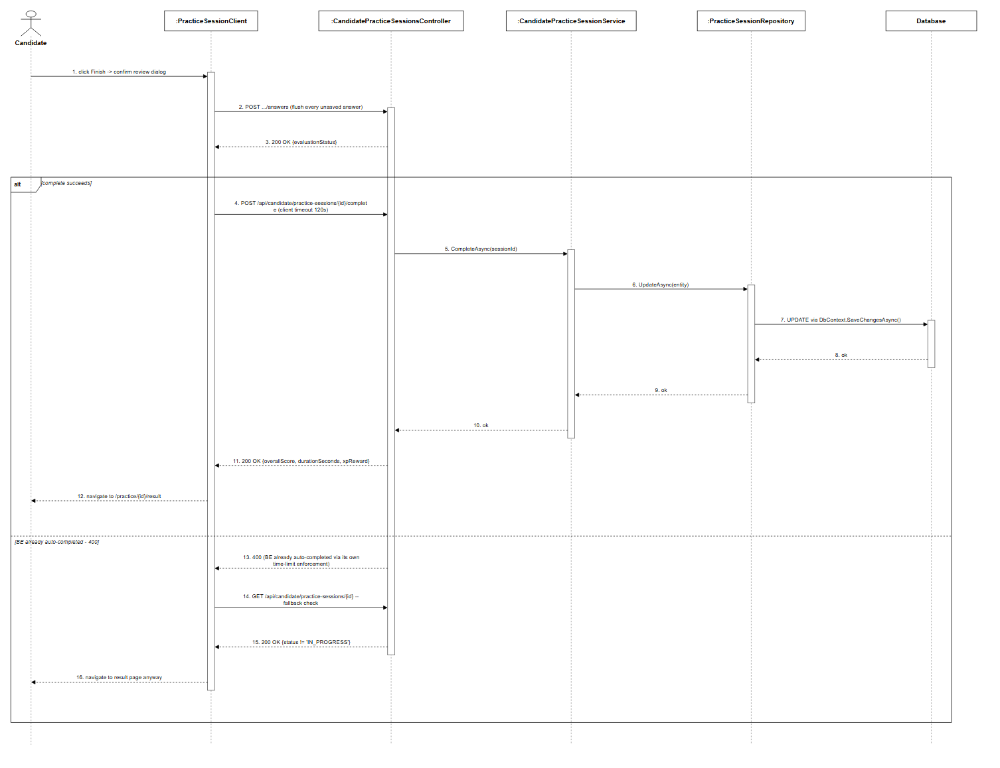 :PracticeSessionClient
:CandidatePracticeSessionsController
:CandidatePracticeSessionService
:PracticeSessionRepository
Database
Candidate
1. click Finish -> confirm review dialog
2. POST .../answers (flush every unsaved answer)
3. 200 OK {evaluationStatus}
alt
[complete succeeds]
4. POST /api/candidate/practice-sessions/{id}/complet
e (client timeout 120s)
5. CompleteAsync(sessionId)
6. UpdateAsync(entity)
7. UPDATE via DbContext.SaveChangesAsync()
8. ok
9. ok
10. ok
11. 200 OK {overallScore, durationSeconds, xpReward}
12. navigate to /practice/{id}/result
[BE already auto-completed - 400]
13. 400 (BE already auto-completed via its own
time-limit enforcement)
14. GET /api/candidate/practice-sessions/{id} --
fallback check
15. 200 OK {status != 'IN_PROGRESS'}
16. navigate to result page anyway